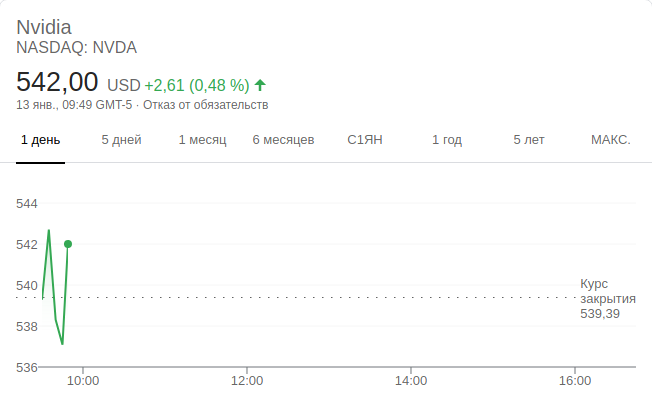 Nvidia
NASDAQ: NVDA
542,00 USD +2,61 (0,48 %)
13 янв., 09:49 GMT-5 · Отказ от обязательств
1 день 5 дней 1 месяц 6 месяцев С1ЯН 1 год 5 лет МАКС.
544
542
540
Курс
закрытия
539,39
538
536
10:00 12:00 14:00 16:00